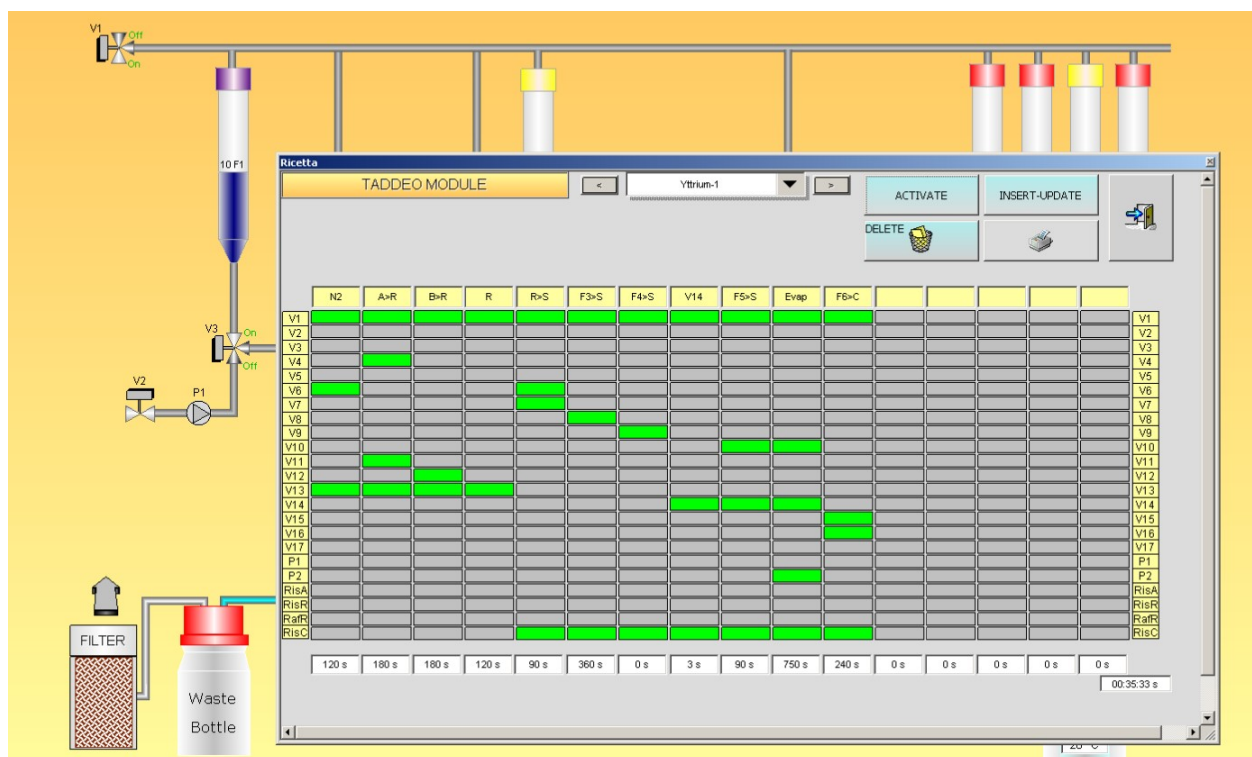 V1
Off
On
10 F1
Ricetta
TADDEO MODULE
<
Yttrium-1
>
ACTIVATE
INSERT-UPDATE
DELETE
N2 A>R B>R R R>S F3>S F4>S V14 F5>S Evap F6>C
V1 V1
V2 V2
V3 V3
V4 V4
V5 V5
V6 V6
V7 V7
V8 V8
V9 V9
V10 V10
V11 V11
V12 V12
V13 V13
V14 V14
V15 V15
V16 V16
V17 V17
P1 P1
P2 P2
RisA RisA
RisR RisR
RafR RafR
RisC RisC
120 s 180 s 180 s 120 s 90 s 360 s 0 s 3 s 90 s 750 s 240 s 0 s 0 s 0 s 0 s 0 s
00:35:33 s
V3
On
Off
V2
P1
FILTER
Waste
Bottle